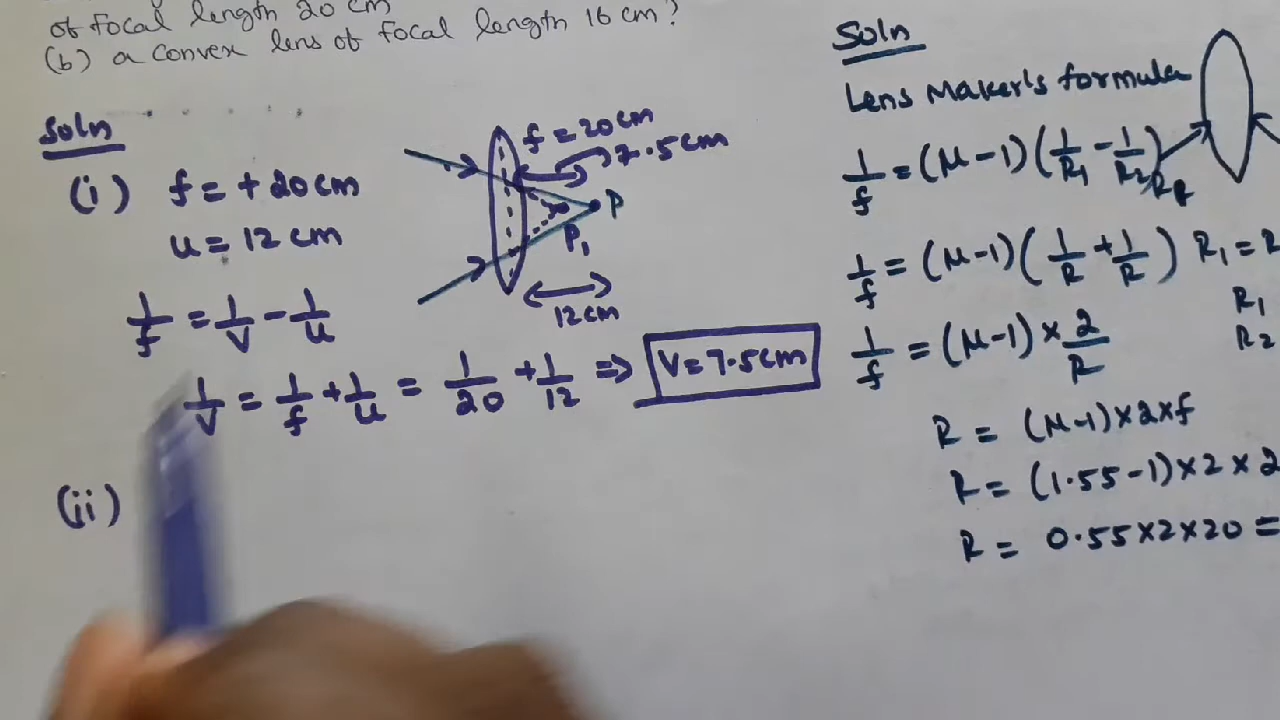 of focal length 20 cm
(b) a convex lens of focal length 16 cm?
Soln
(i) f = + 20 cm
u = 12 cm
1/f = 1/v - 1/u
1/v = 1/f + 1/u = 1/20 + 1/12 ⇒ v = 7.5 cm
(ii)
f = 20 cm
7.5 cm
P
P1
12 cm
Soln
Lens Maker's formula
1/f = (μ-1)(1/R1 - 1/R2)
1/f = (μ-1)(1/R + 1/R) R1 = R
R1
R2
1/f = (μ-1) × 2/R
R = (μ-1)×2×f
R = (1.55-1)×2×2
R = 0.55×2×20 =